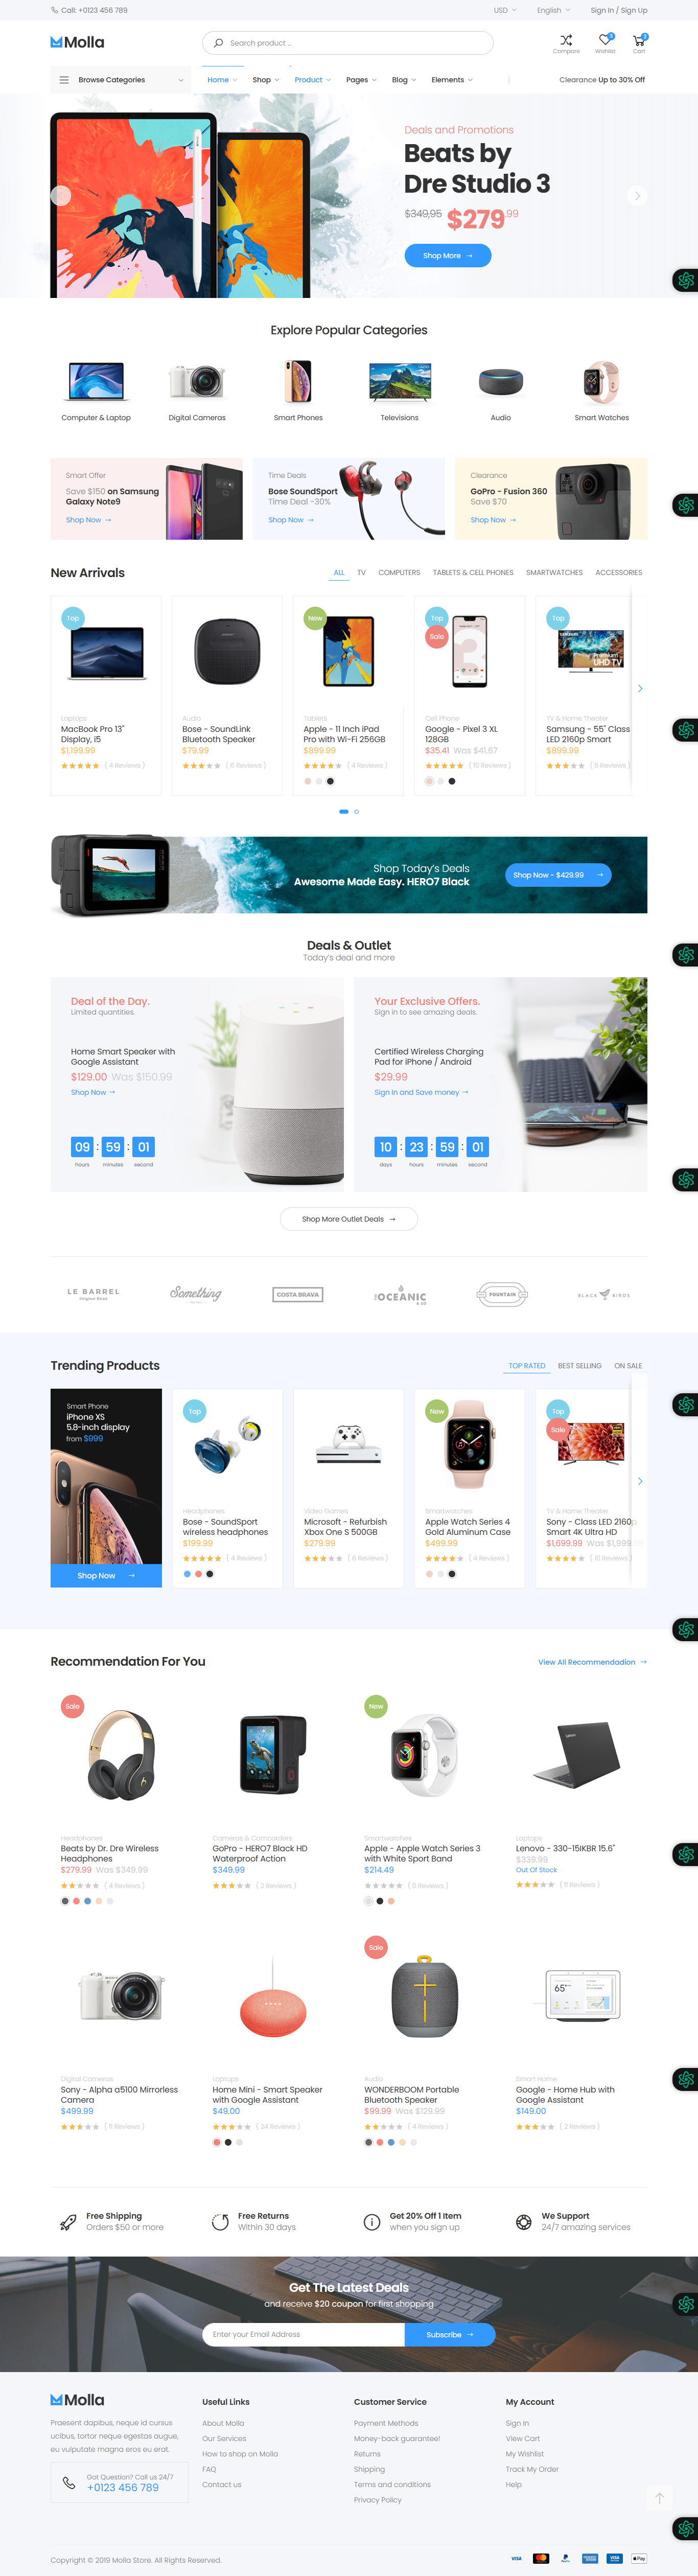 Call: +0123 456 789
USD
English
Sign In / Sign Up
Molla
Search product ...
Compare
Wishlist
Cart
Browse Categories
Home
Shop
Product
Pages
Blog
Elements
Clearance Up to 30% Off
Deals and Promotions
Beats by
Dre Studio 3
$349,95 $279.99
Shop More →
Explore Popular Categories
Computer & Laptop
Digital Cameras
Smart Phones
Televisions
Audio
Smart Watches
Smart Offer
Save $150 on Samsung
Galaxy Note9
Shop Now →
Time Deals
Bose SoundSport
Time Deal -30%
Shop Now →
Clearance
GoPro - Fusion 360
Save $70
Shop Now →
New Arrivals
ALL
TV
COMPUTERS
TABLETS & CELL PHONES
SMARTWATCHES
ACCESSORIES
Top
Laptops
MacBook Pro 13"
Display, i5
$1,199.99
( 4 Reviews )
Audio
Bose - SoundLink
Bluetooth Speaker
$79.99
( 6 Reviews )
New
Tablets
Apple - 11 Inch iPad
Pro with Wi-Fi 256GB
$899.99
( 4 Reviews )
Top
Sale
Cell Phone
Google - Pixel 3 XL
128GB
$35.41 Was $41.67
( 10 Reviews )
Top
SAMSUNG
Premium
UHD TV
TV & Home Theater
Samsung - 55" Class
LED 2160p Smart
$899.99
( 5 Reviews )
Shop Today's Deals
Awesome Made Easy. HERO7 Black
Shop Now - $429.99 →
Deals & Outlet
Today's deal and more
Deal of the Day.
Limited quantities.
Home Smart Speaker with
Google Assistant
$129.00 Was $150.99
Shop Now →
09 : 59 : 01
hours minutes second
Your Exclusive Offers.
Sign in to see amazing deals.
Certified Wireless Charging
Pad for iPhone / Android
$29.99
Sign In and Save money →
10 : 23 : 59 : 01
days hours minutes second
Shop More Outlet Deals →
LE BARREL
Original Road
Something
COSTA BRAVA
THE OCEANIC
& CO
FOUNTAIN
BLACK BIRDS
Trending Products
TOP RATED
BEST SELLING
ON SALE
Smart Phone
iPhone XS
5.8-inch display
from $999
Shop Now →
Top
Headphones
Bose - SoundSport
wireless headphones
$199.99
( 4 Reviews )
Video Games
Microsoft - Refurbish
Xbox One S 500GB
$279.99
( 6 Reviews )
New
Smartwatches
Apple Watch Series 4
Gold Aluminum Case
$499.99
( 4 Reviews )
Top
Sale
TV & Home Theater
Sony - Class LED 2160p
Smart 4K Ultra HD
$1,699.99 Was $1,999
( 10 Reviews )
Recommendation For You
View All Recommendadion →
Sale
Headphones
Beats by Dr. Dre Wireless
Headphones
$279.99 Was $349.99
( 4 Reviews )
Cameras & Camcorders
GoPro - HERO7 Black HD
Waterproof Action
$349.99
( 2 Reviews )
New
Smartwatches
Apple - Apple Watch Series 3
with White Sport Band
$214.49
( 0 Reviews )
Laptops
Lenovo - 330-15IKBR 15.6"
$339.99
Out Of Stock
( 11 Reviews )
Digital Cameras
Sony - Alpha a5100 Mirrorless
Camera
$499.99
( 11 Reviews )
Laptops
Home Mini - Smart Speaker
with Google Assistant
$49.00
( 24 Reviews )
Sale
Audio
WONDERBOOM Portable
Bluetooth Speaker
$99.99 Was $129.99
( 4 Reviews )
65°
Smart Home
Google - Home Hub with
Google Assistant
$149.00
( 2 Reviews )
Free Shipping
Orders $50 or more
Free Returns
Within 30 days
Get 20% Off 1 Item
when you sign up
We Support
24/7 amazing services
Get The Latest Deals
and receive $20 coupon for first shopping
Enter your Email Address
Subscribe →
Molla
Praesent dapibus, neque id cursus
ucibus, tortor neque egestas augue,
eu vulputate magna eros eu erat.
Got Question? Call us 24/7
+0123 456 789
Useful Links
About Molla
Our Services
How to shop on Molla
FAQ
Contact us
Customer Service
Payment Methods
Money-back guarantee!
Returns
Shipping
Terms and conditions
Privacy Policy
My Account
Sign In
View Cart
My Wishlist
Track My Order
Help
Copyright © 2019 Molla Store. All Rights Reserved.
VISA
PayPal
VISA
Pay